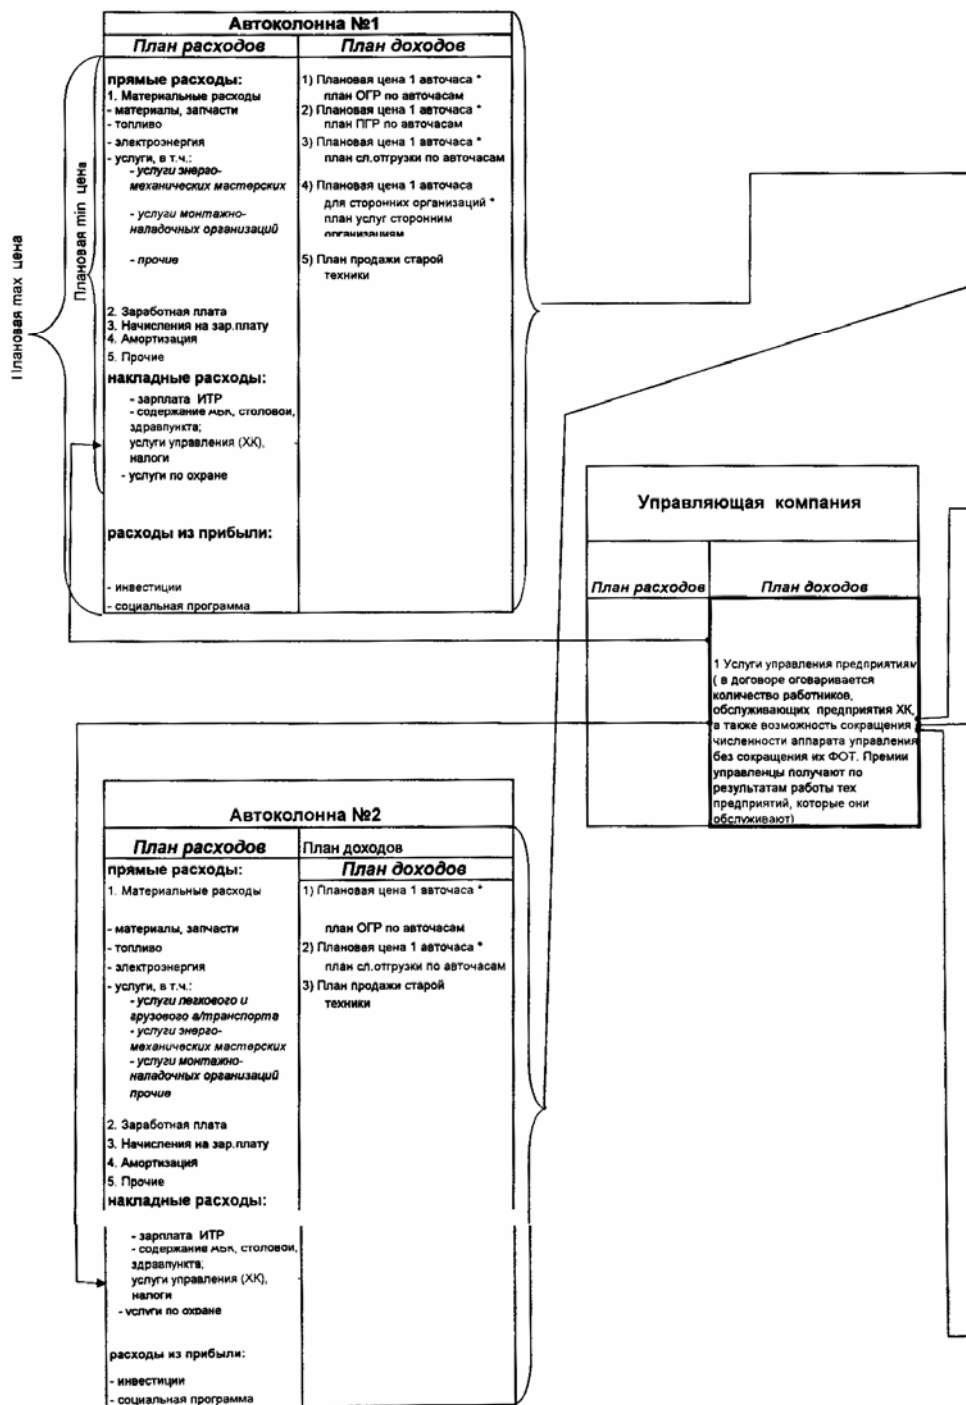 Плановая max цена
Плановая min цена
Автоколонна №1
План расходов
прямые расходы:
1. Материальные расходы
- материалы, запчасти
- топливо
- электроэнергия
- услуги, в т.ч.:
- услуги энерго-
механических мастерских
- услуги монтажно-
наладочных организаций
- прочие
2. Заработная плата
3. Начисления на зар.плату
4. Амортизация
5. Прочие
накладные расходы:
- зарплата ИТР
- содержание АБК, столовой,
здравпункта;
услуги управления (ХК),
налоги
- услуги по охране
расходы из прибыли:
- инвестиции
- социальная программа
План доходов
1) Плановая цена 1 авточаса *
план ОГР по авточасам
2) Плановая цена 1 авточаса *
план ПГР по авточасам
3) Плановая цена 1 авточаса *
план сл.отгрузки по авточасам
4) Плановая цена 1 авточаса
для сторонних организаций *
план услуг сторонним
организациям
5) План продажи старой
техники
Управляющая компания
План расходов
План доходов
1 Услуги управления предприятиям
( в договоре оговаривается
количество работников,
обслуживающих предприятия ХК,
а также возможность сокращения
численности аппарата управления
без сокращения их ФОТ. Премии
управленцы получают по
результатам работы тех
предприятий, которые они
обслуживают)
Автоколонна №2
План расходов
прямые расходы:
1. Материальные расходы
- материалы, запчасти
- топливо
- электроэнергия
- услуги, в т.ч.:
- услуги легкового и
грузового а/транспорта
- услуги энерго-
механических мастерских
- услуги монтажно-
наладочных организаций
прочие
2. Заработная плата
3. Начисления на зар.плату
4. Амортизация
5. Прочие
накладные расходы:
- зарплата ИТР
- содержание АБК, столовой,
здравпункта;
услуги управления (ХК),
налоги
- услуги по охране
расходы из прибыли:
- инвестиции
- социальная программа
План доходов
План доходов
1) Плановая цена 1 авточаса *
план ОГР по авточасам
2) Плановая цена 1 авточаса *
план сл.отгрузки по авточасам
3) План продажи старой
техники